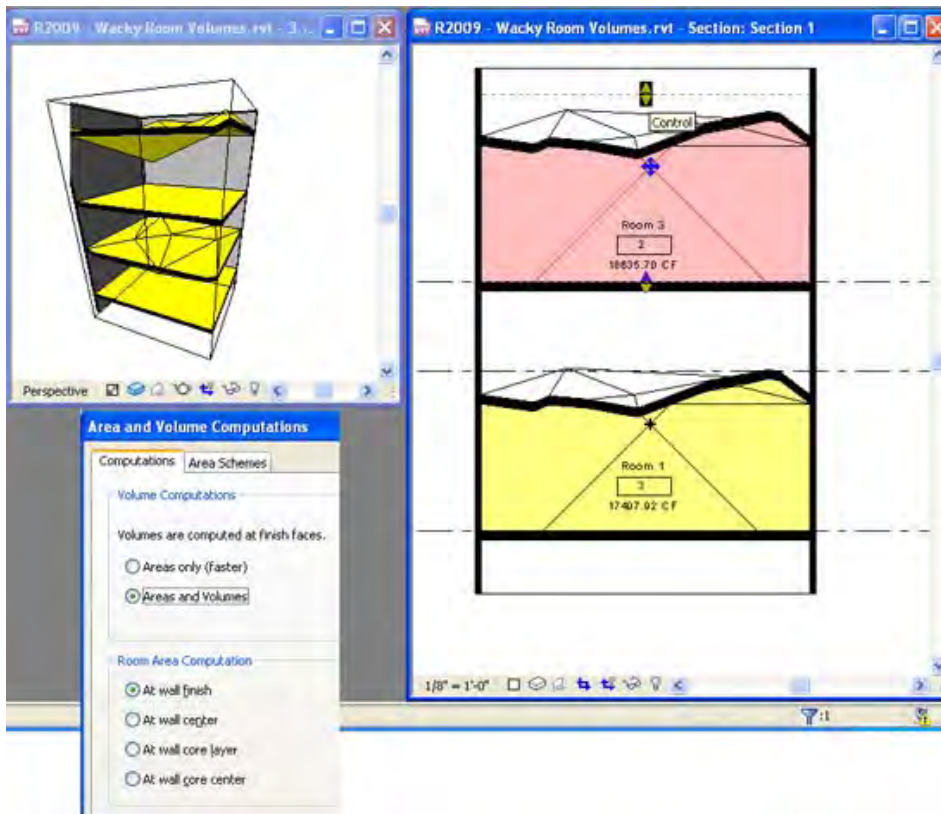 R2009 - Wacky Room Volumes.rvt - 3
R2009 - Wacky Room Volumes.rvt - Section: Section 1
Control
Room 3
2
18635.70 CF
Room 1
3
17407.92 CF
Perspective
1/8" = 1'-0"
:1
Area and Volume Computations
Computations
Area Schemes
Volume Computations
Volumes are computed at finish faces.
Areas only (faster)
Areas and Volumes
Room Area Computation
At wall finish
At wall center
At wall core layer
At wall core center